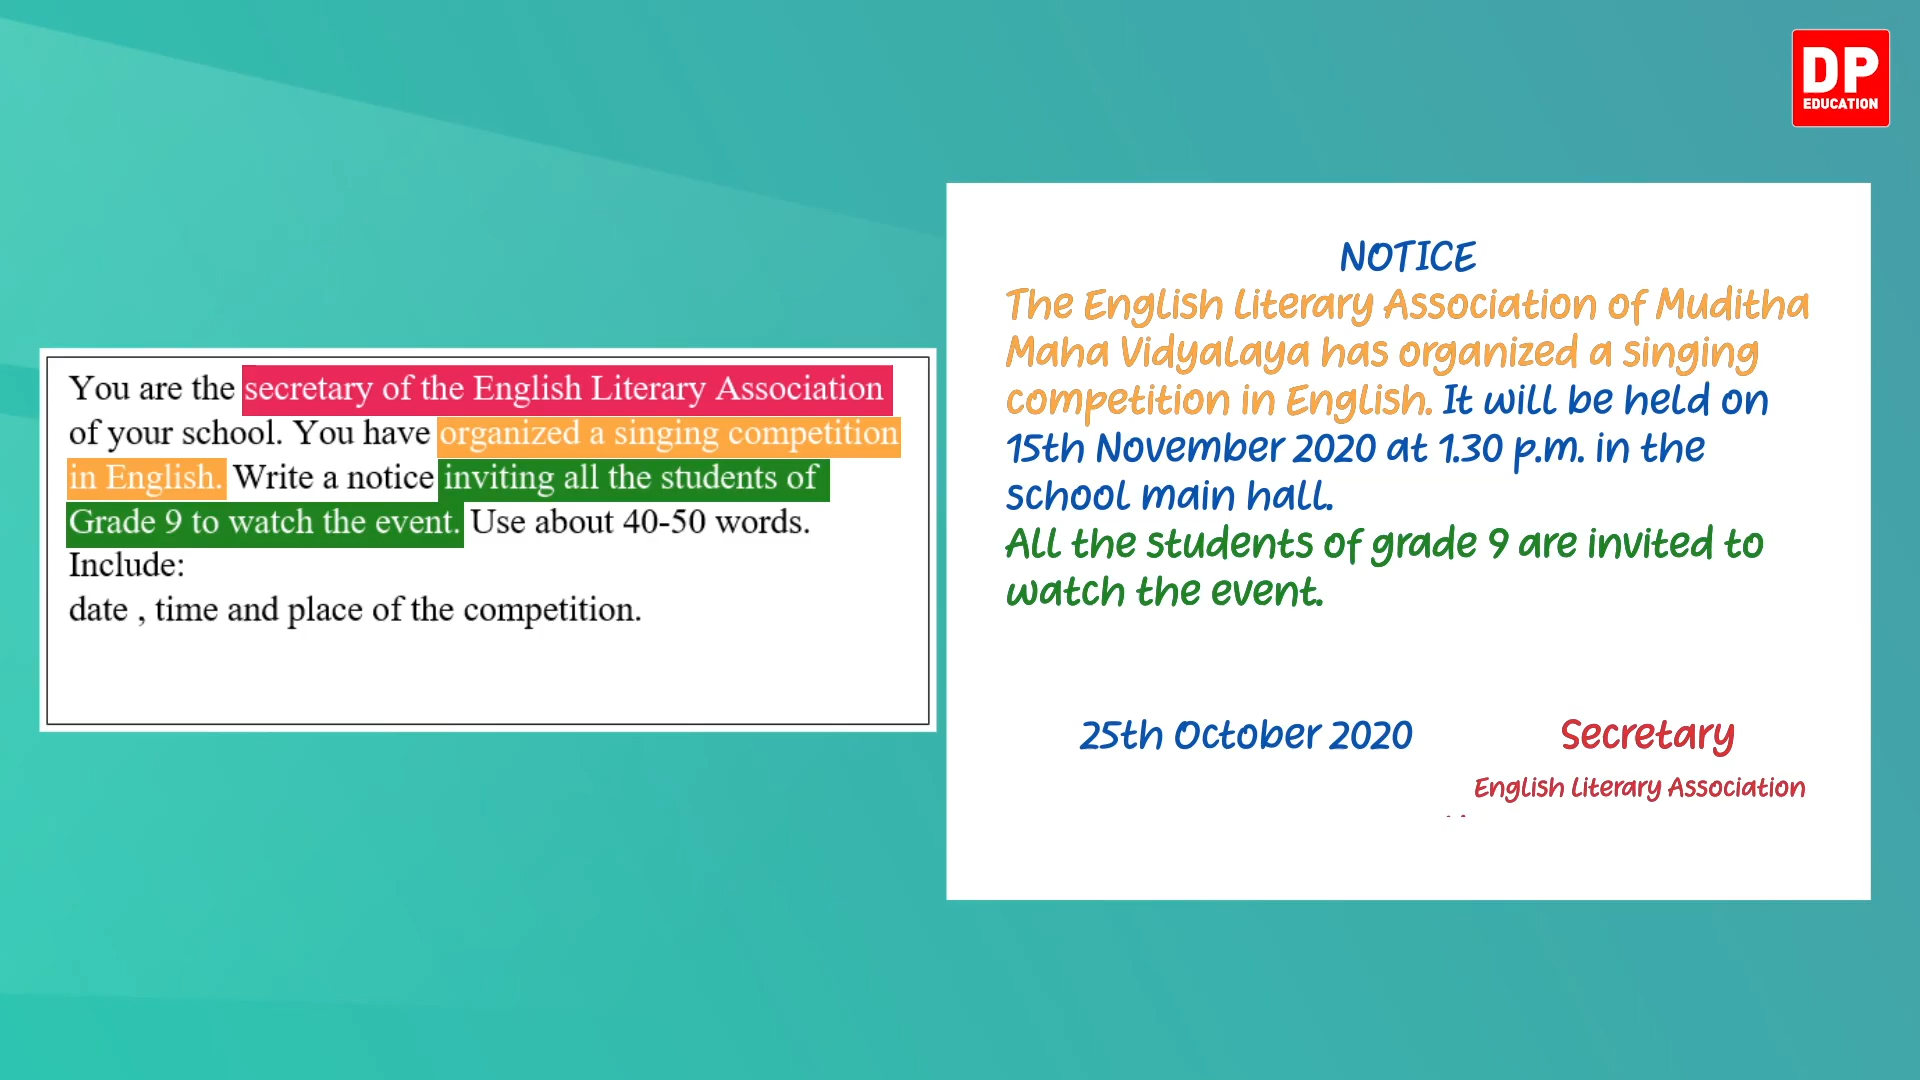 DP
EDUCATION
You are the secretary of the English Literary Association
of your school. You have organized a singing competition
in English. Write a notice inviting all the students of
Grade 9 to watch the event. Use about 40-50 words.
Include:
date , time and place of the competition.
NOTICE
The English Literary Association of Muditha
Maha Vidyalaya has organized a singing
competition in English. It will be held on
15th November 2020 at 1.30 p.m. in the
school main hall.
All the students of grade 9 are invited to
watch the event.
25th October 2020
Secretary
English Literary Association